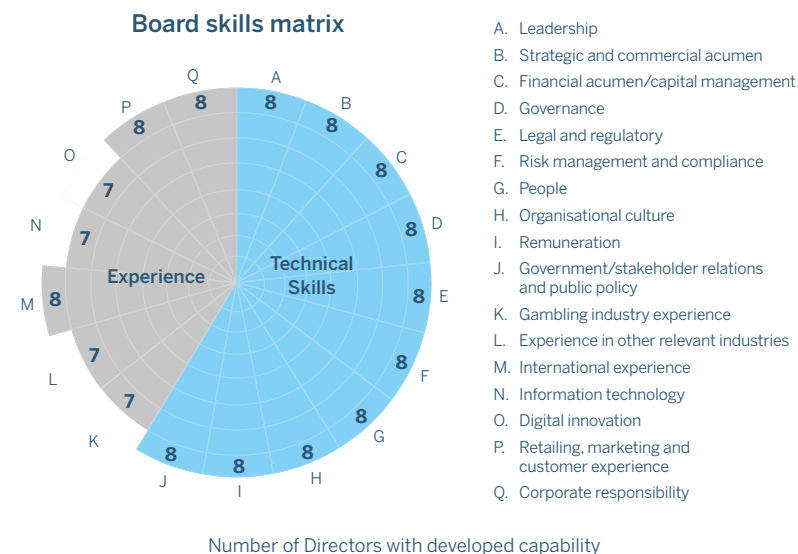 Board skills matrix
Q
A
P
B
O
C
N
D
M
E
L
F
K
G
J
H
I
8
8
8
8
8
8
8
8
8
8
7
7
8
7
7
8
8
Experience
Technical
Skills
A. Leadership
B. Strategic and commercial acumen
C. Financial acumen/capital management
D. Governance
E. Legal and regulatory
F. Risk management and compliance
G. People
H. Organisational culture
I. Remuneration
J. Government/stakeholder relations
and public policy
K. Gambling industry experience
L. Experience in other relevant industries
M. International experience
N. Information technology
O. Digital innovation
P. Retailing, marketing and
customer experience
Q. Corporate responsibility
Number of Directors with developed capability